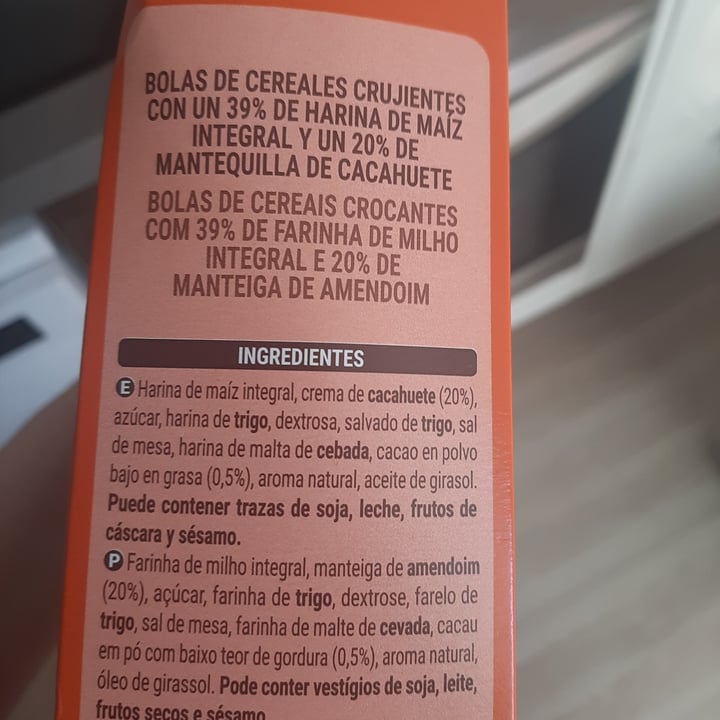 BOLAS DE CEREALES CRUJIENTES
CON UN 39% DE HARINA DE MAÍZ
INTEGRAL Y UN 20% DE
MANTEQUILLA DE CACAHUETE
BOLAS DE CEREAIS CROCANTES
COM 39% DE FARINHA DE MILHO
INTEGRAL E 20% DE
MANTEIGA DE AMENDOIM
INGREDIENTES
E Harina de maíz integral, crema de cacahuete (20%),
azúcar, harina de trigo, dextrosa, salvado de trigo, sal
de mesa, harina de malta de cebada, cacao en polvo
bajo en grasa (0,5%), aroma natural, aceite de girasol.
Puede contener trazas de soja, leche, frutos de
cáscara y sésamo.
P Farinha de milho integral, manteiga de amendoim
(20%), açúcar, farinha de trigo, dextrose, farelo de
trigo, sal de mesa, farinha de malte de cevada, cacau
em pó com baixo teor de gordura (0,5%), aroma natural,
óleo de girassol. Pode conter vestígios de soja, leite,
frutos secos e sésamo